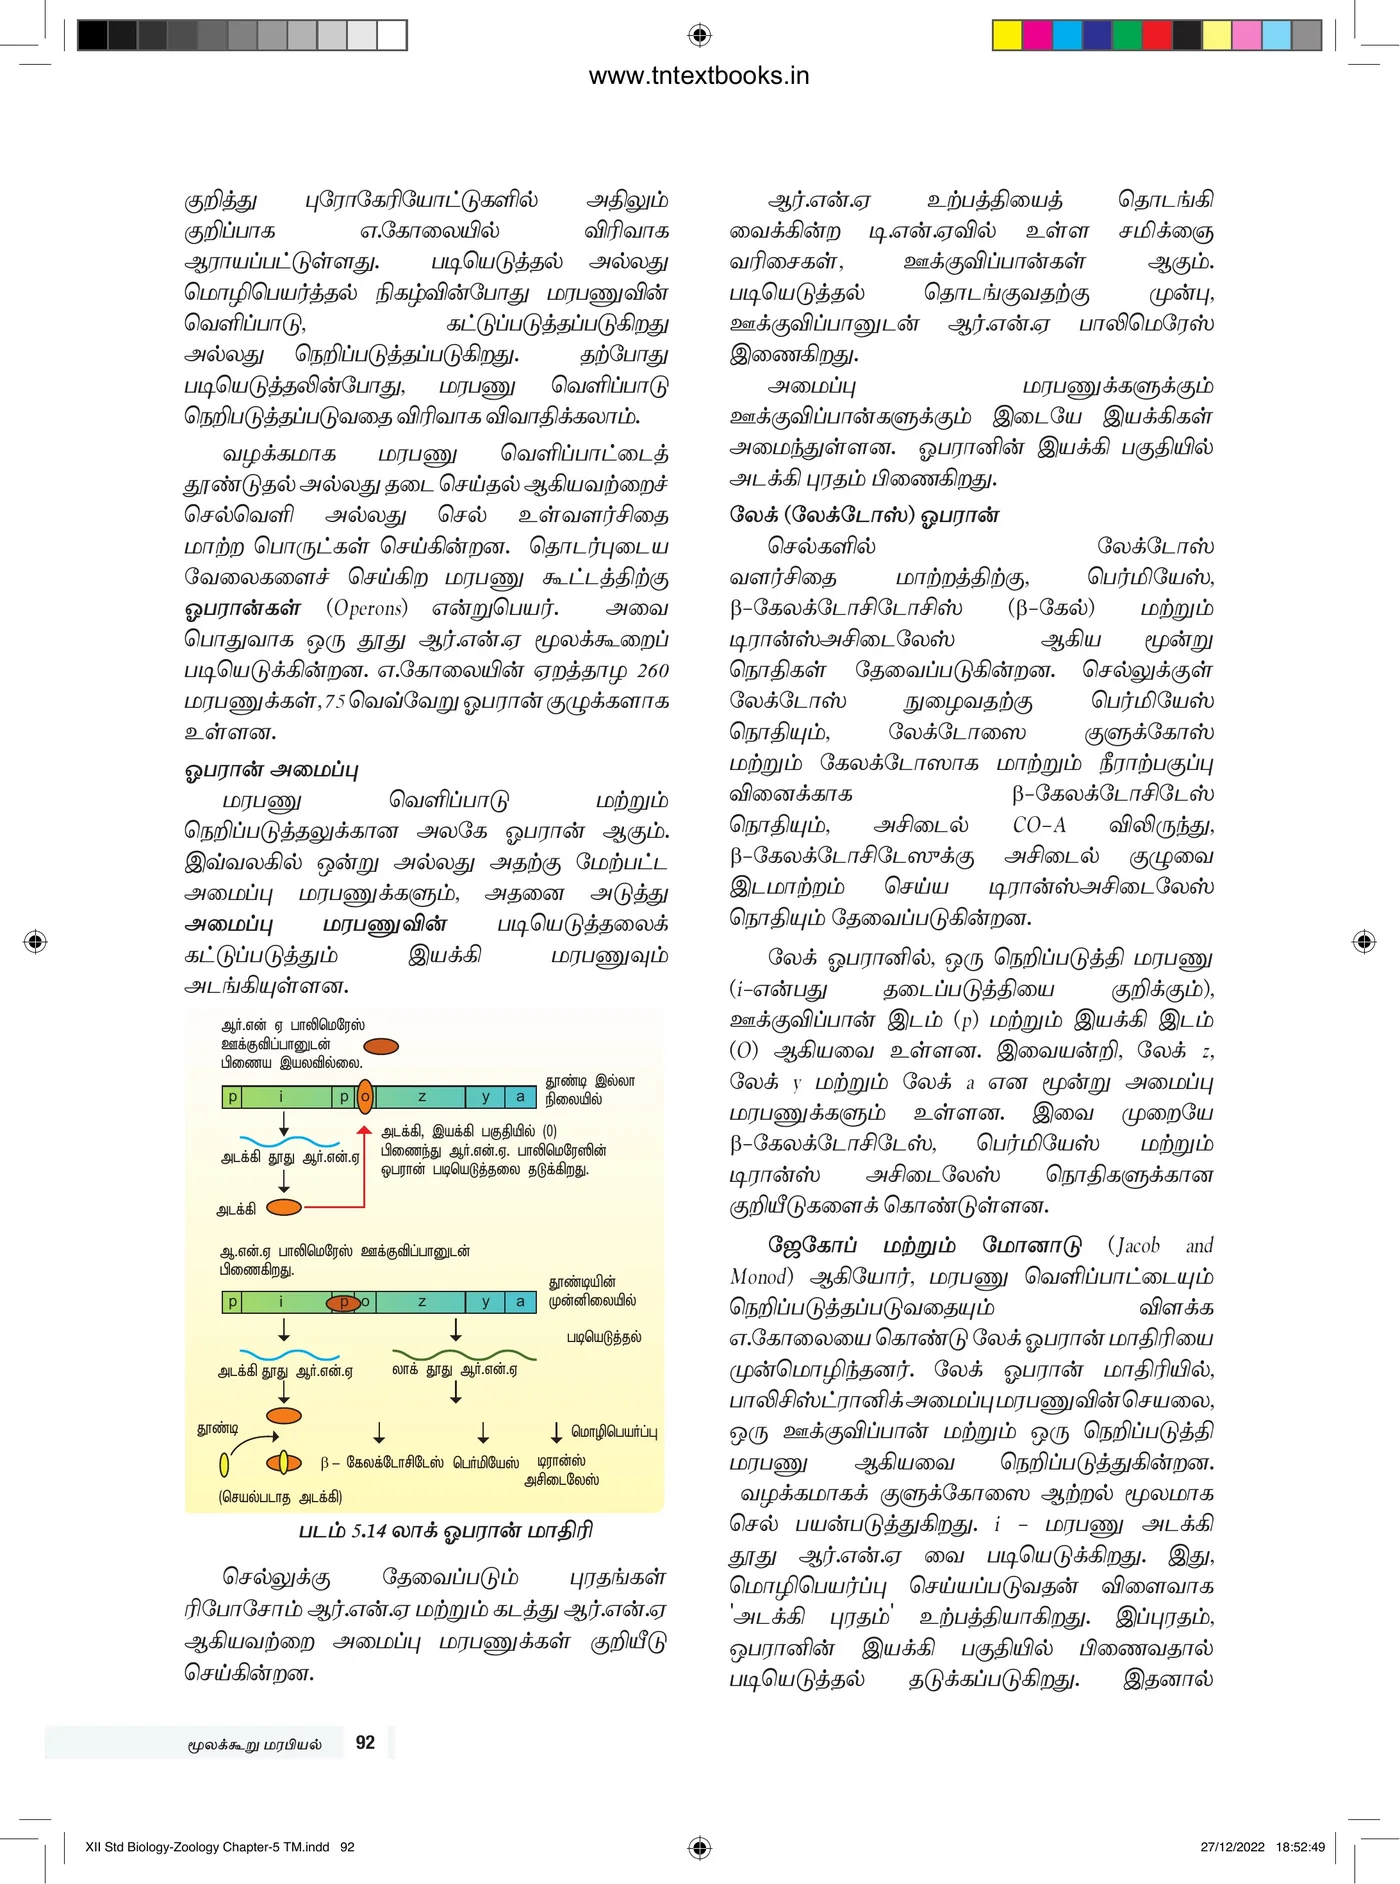 www.tntextbooks.in
குறித்து புரோகேரியோட்டுகளில் அதிலும்
குறிப்பாக எ.கோலையில் விரிவாக
ஆராயப்பட்டுள்ளது. படியெடுத்தல் அல்லது
மொழிபெயர்த்தல் நிகழ்வின்போது மரபணுவின்
வெளிப்பாடு, கட்டுப்படுத்தப்படுகிறது
அல்லது நெறிப்படுத்தப்படுகிறது. தற்போது
படியெடுத்தலின்போது, மரபணு வெளிப்பாடு
நெறிபடுத்தப்படுவதை விரிவாக விவாதிக்கலாம்.
வழக்கமாக மரபணு வெளிப்பாட்டைத்
தூண்டுதல் அல்லது தடை செய்தல் ஆகியவற்றைச்
செல்வெளி அல்லது செல் உள்வளர்சிதை
மாற்ற பொருட்கள் செய்கின்றன. தொடர்புடைய
வேலைகளைச் செய்கிற மரபணு கூட்டத்திற்கு
ஓபரான்கள் (Operons) என்றுபெயர். அவை
பொதுவாக ஒரு தூது ஆர்.என்.ஏ மூலக்கூறைப்
படியெடுக்கின்றன. எ.கோலையின் ஏறத்தாழ 260
மரபணுக்கள், 75 வெவ்வேறு ஓபரான் குழுக்களாக
உள்ளன.
ஓபரான் அமைப்பு
மரபணு வெளிப்பாடு மற்றும்
நெறிப்படுத்தலுக்கான அலகே ஓபரான் ஆகும்.
இவ்வலகில் ஒன்று அல்லது அதற்கு மேற்பட்ட
அமைப்பு மரபணுக்களும், அதனை அடுத்து
அமைப்பு மரபணுவின் படியெடுத்தலைக்
கட்டுப்படுத்தும் இயக்கி மரபணுவும்
அடங்கியுள்ளன.
ஆர்.என் ஏ பாலிமெரேஸ்
ஊக்குவிப்பானுடன்
பிணைய இயலவில்லை.
p i p o z y a
தூண்டி இல்லா
நிலையில்
அடக்கி தூது ஆர்.என்.ஏ
அடக்கி, இயக்கி பகுதியில் (0)
பிணைந்து ஆர்.என்.ஏ. பாலிமெரேஸின்
ஒபரான் படியெடுத்தலை தடுக்கிறது.
அடக்கி
ஆ.என்.ஏ பாலிமெரேஸ் ஊக்குவிப்பானுடன்
பிணைகிறது.
p i p o z y a
தூண்டியின்
முன்னிலையில்
படியெடுத்தல்
அடக்கி தூது ஆர்.என்.ஏ
லாக் தூது ஆர்.என்.ஏ
தூண்டி
மொழிபெயர்ப்பு
β – கேலக்டோசிடேஸ் பெர்மியேஸ் டிரான்ஸ்
அசிடைலேஸ்
(செயல்படாத அடக்கி)
படம் 5.14 லாக் ஓபரான் மாதிரி
செல்லுக்கு தேவைப்படும் புரதங்கள்
ரிபோசோம் ஆர்.என்.ஏ மற்றும் கடத்து ஆர்.என்.ஏ
ஆகியவற்றை அமைப்பு மரபணுக்கள் குறியீடு
செய்கின்றன.
ஆர்.என்.ஏ உற்பத்தியைத் தொடங்கி
வைக்கின்ற டி.என்.ஏவில் உள்ள சமிக்ஞை
வரிசைகள், ஊக்குவிப்பான்கள் ஆகும்.
படியெடுத்தல் தொடங்குவதற்கு முன்பு,
ஊக்குவிப்பானுடன் ஆர்.என்.ஏ பாலிமெரேஸ்
இணைகிறது.
அமைப்பு மரபணுக்களுக்கும்
ஊக்குவிப்பான்களுக்கும் இடையே இயக்கிகள்
அமைந்துள்ளன. ஓபரானின் இயக்கி பகுதியில்
அடக்கி புரதம் பிணைகிறது.
லேக் (லேக்டோஸ்) ஓபரான்
செல்களில் லேக்டோஸ்
வளர்சிதை மாற்றத்திற்கு, பெர்மியேஸ்,
β-கேலக்டோசிடோசிஸ் (β-கேல்) மற்றும்
டிரான்ஸ்அசிடைலேஸ் ஆகிய மூன்று
நொதிகள் தேவைப்படுகின்றன. செல்லுக்குள்
லேக்டோஸ் நுழைவதற்கு பெர்மியேஸ்
நொதியும், லேக்டோஸை குளுக்கோஸ்
மற்றும் கேலக்டோஸாக மாற்றும் நீராற்பகுப்பு
வினைக்காக β-கேலக்டோசிடேஸ்
நொதியும், அசிடைல் CO-A விலிருந்து,
β-கேலக்டோசிடேஸுக்கு அசிடைல் குழுவை
இடமாற்றம் செய்ய டிரான்ஸ்அசிடைலேஸ்
நொதியும் தேவைப்படுகின்றன.
லேக் ஓபரானில், ஒரு நெறிப்படுத்தி மரபணு
(i-என்பது தடைப்படுத்தியை குறிக்கும்),
ஊக்குவிப்பான் இடம் (p) மற்றும் இயக்கி இடம்
(O) ஆகியவை உள்ளன. இவையன்றி, லேக் z,
லேக் y மற்றும் லேக் a என மூன்று அமைப்பு
மரபணுக்களும் உள்ளன. இவை முறையே
β-கேலக்டோசிடேஸ், பெர்மியேஸ் மற்றும்
டிரான்ஸ் அசிடைலேஸ் நொதிகளுக்கான
குறியீடுகளைக் கொண்டுள்ளன.
ஜேகோப் மற்றும் மோனாடு (Jacob and
Monod) ஆகியோர், மரபணு வெளிப்பாட்டையும்
நெறிப்படுத்தப்படுவதையும் விளக்க
எ.கோலையை கொண்டு லேக் ஓபரான் மாதிரியை
முன்மொழிந்தனர். லேக் ஓபரான் மாதிரியில்,
பாலிசிஸ்ட்ரானிக் அமைப்பு மரபணுவின் செயலை,
ஒரு ஊக்குவிப்பான் மற்றும் ஒரு நெறிப்படுத்தி
மரபணு ஆகியவை நெறிப்படுத்துகின்றன.
வழக்கமாகக் குளுக்கோஸை ஆற்றல் மூலமாக
செல் பயன்படுத்துகிறது. i - மரபணு அடக்கி
தூது ஆர்.என்.ஏ வை படியெடுக்கிறது. இது,
மொழிபெயர்ப்பு செய்யப்படுவதன் விளைவாக
'அடக்கி புரதம்' உற்பத்தியாகிறது. இப்புரதம்,
ஒபரானின் இயக்கி பகுதியில் பிணைவதால்
படியெடுத்தல் தடுக்கப்படுகிறது. இதனால்
மூலக்கூறு மரபியல் 92
XII Std Biology-Zoology Chapter-5 TM.indd 92
27/12/2022 18:52:49